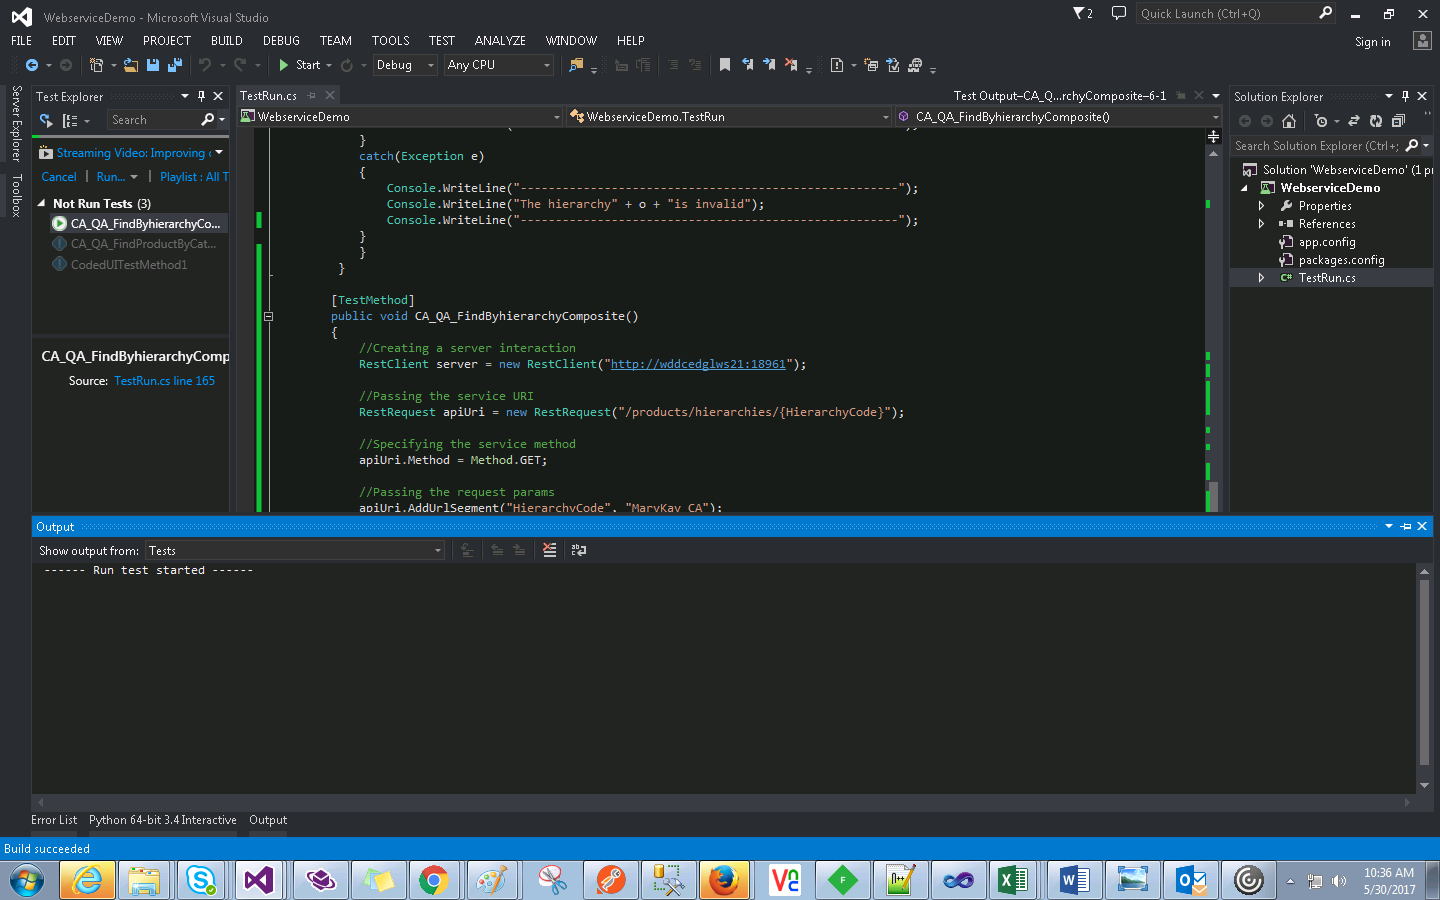 WebserviceDemo - Microsoft Visual Studio
2
Quick Launch (Ctrl+Q)
FILE EDIT VIEW PROJECT BUILD DEBUG TEAM TOOLS TEST ANALYZE WINDOW HELP
Sign in
Start Debug Any CPU
Server Explorer
Toolbox
Test Explorer
Search
Streaming Video: Improving
Cancel | Run... | Playlist : All T
Not Run Tests (3)
CA_QA_FindByhierarchyCo...
CA_QA_FindProductByCat...
CodedUITestMethod1
CA_QA_FindByhierarchyComp
Source: TestRun.cs line 165
TestRun.cs
Test Output–CA_Q...rchyComposite–6-1
WebserviceDemo
WebserviceDemo.TestRun
CA_QA_FindByhierarchyComposite()
}
catch(Exception e)
{
Console.WriteLine("------------------------------------------------------");
Console.WriteLine("The hierarchy" + o + "is invalid");
Console.WriteLine("------------------------------------------------------");
}
}
}
[TestMethod]
public void CA_QA_FindByhierarchyComposite()
{
//Creating a server interaction
RestClient server = new RestClient("http://wddcedglws21:18961");
//Passing the service URI
RestRequest apiUri = new RestRequest("/products/hierarchies/{HierarchyCode}");
//Specifying the service method
apiUri.Method = Method.GET;
//Passing the request params
apiUri.AddUrlSegment("HierarchyCode", "MaryKay CA");
Solution Explorer
Search Solution Explorer (Ctrl+;
Solution 'WebserviceDemo' (1 pr
WebserviceDemo
Properties
References
app.config
packages.config
C# TestRun.cs
Output
Show output from: Tests
------ Run test started ------
Error List Python 64-bit 3.4 Interactive Output
Build succeeded
10:36 AM
5/30/2017